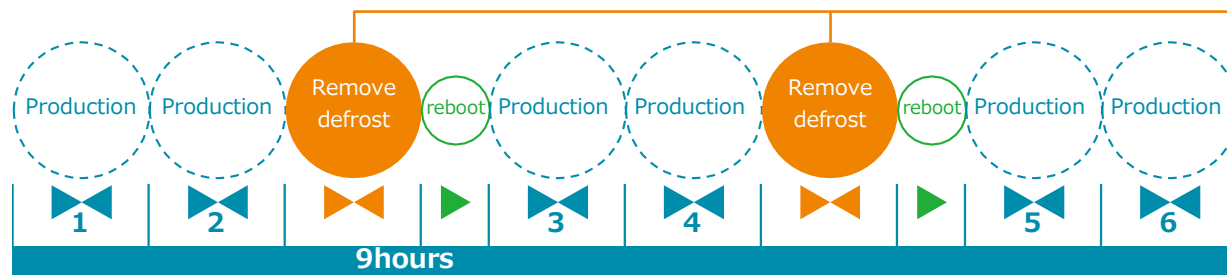 Production
Production
Remove
defrost
reboot
Production
Production
Remove
defrost
reboot
Production
Production
1
2
3
4
5
6
9hours